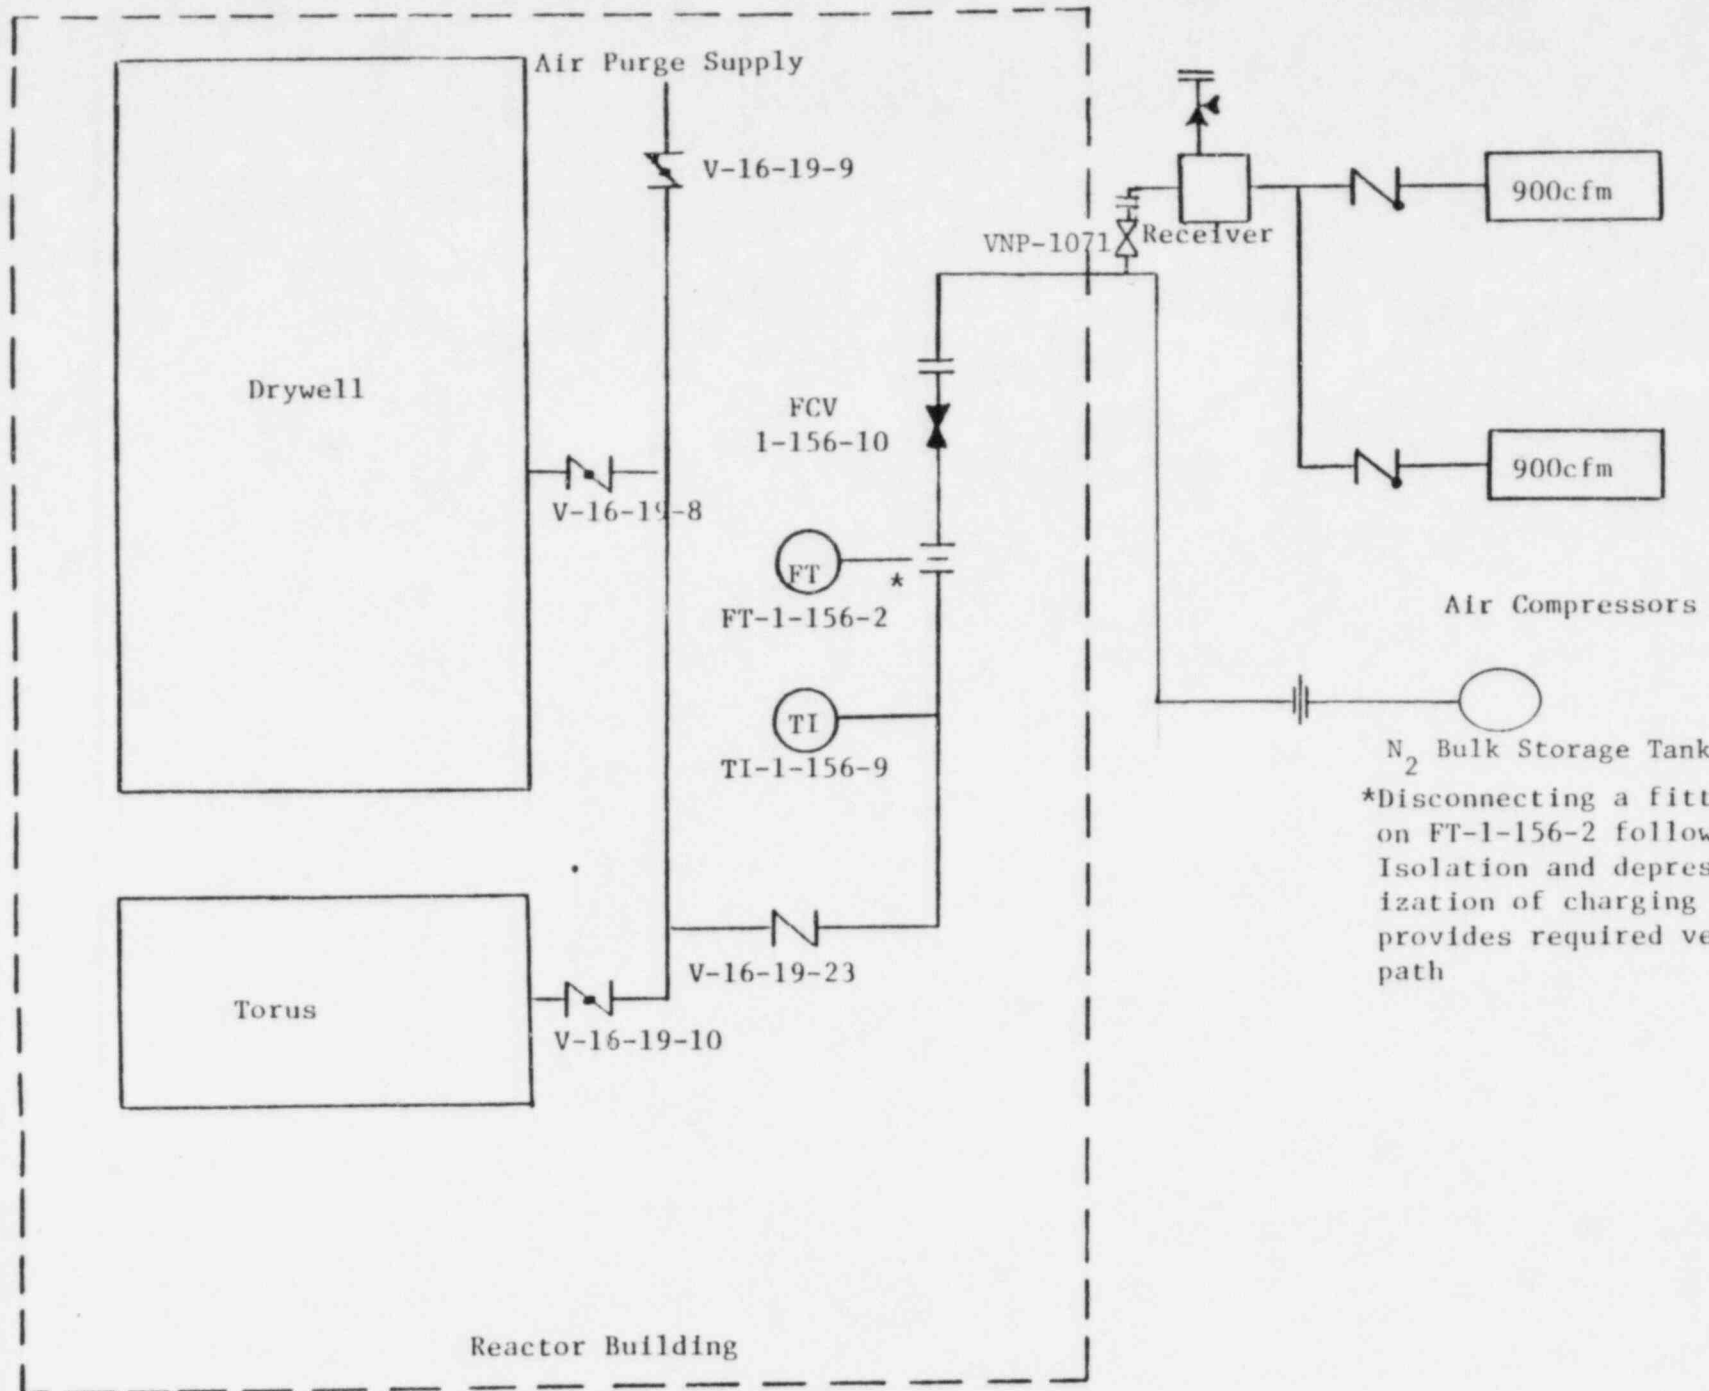 Air Purge Supply
V-16-19-9
900cfm
VNP-1071
Receiver
Drywell
FCV
1-156-10
900cfm
V-16-19-8
FT
*
FT-1-156-2
Air Compressors
TI
TI-1-156-9
N2 Bulk Storage Tank
*Disconnecting a fitt
on FT-1-156-2 follow
Isolation and depres
ization of charging
provides required ve
path
V-16-19-23
Torus
V-16-19-10
Reactor Building